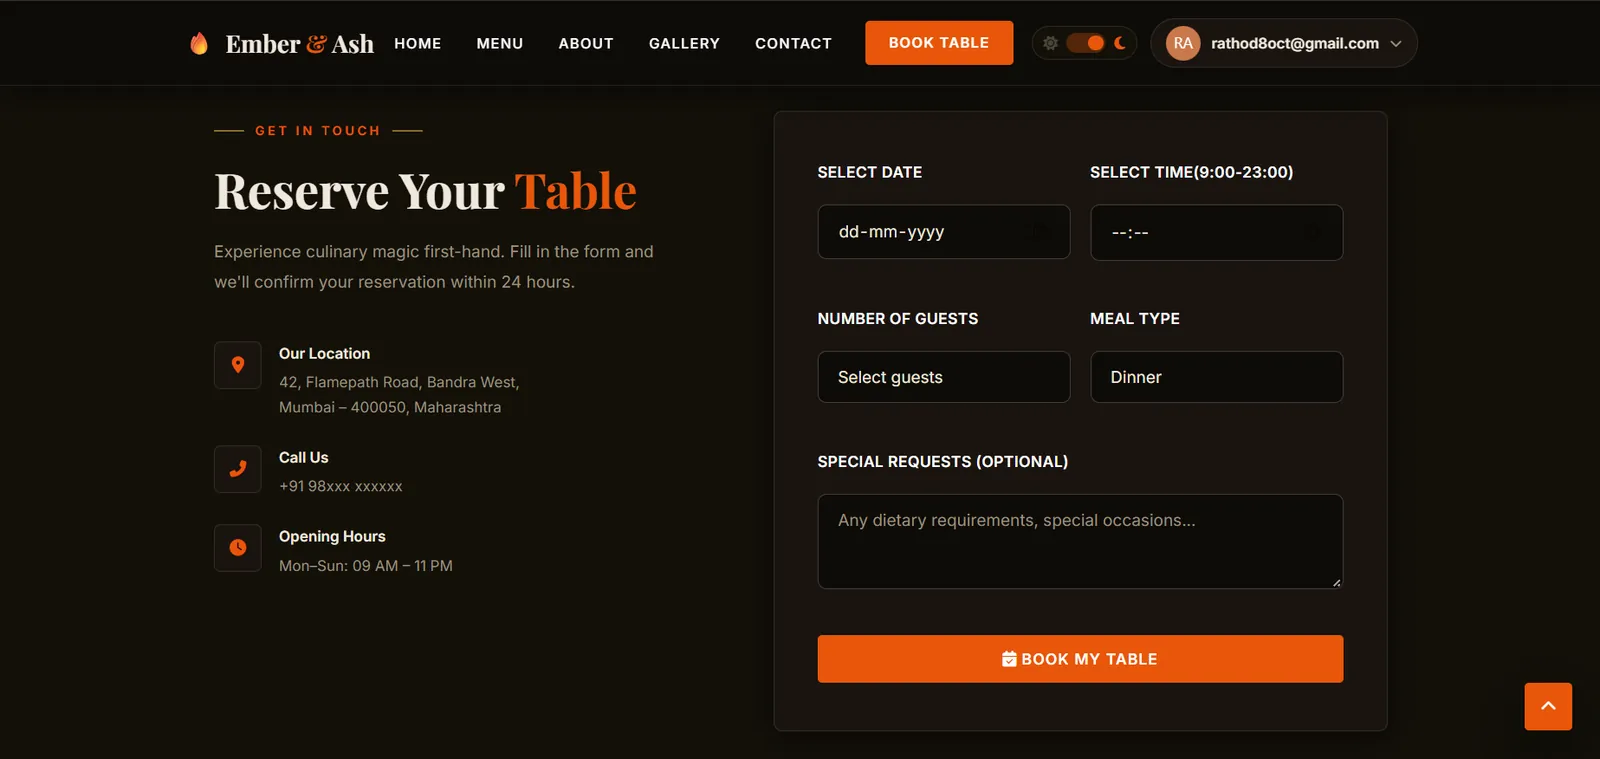 Ember & Ash
HOME
MENU
ABOUT
GALLERY
CONTACT
BOOK TABLE
RA
rathod8oct@gmail.com
GET IN TOUCH
Reserve Your Table
Experience culinary magic first-hand. Fill in the form and
we'll confirm your reservation within 24 hours.
Our Location
42, Flamepath Road, Bandra West,
Mumbai – 400050, Maharashtra
Call Us
+91 98xxx xxxxxx
Opening Hours
Mon–Sun: 09 AM – 11 PM
SELECT DATE
dd-mm-yyyy
SELECT TIME(9:00-23:00)
--:--
NUMBER OF GUESTS
Select guests
MEAL TYPE
Dinner
SPECIAL REQUESTS (OPTIONAL)
Any dietary requirements, special occasions...
BOOK MY TABLE